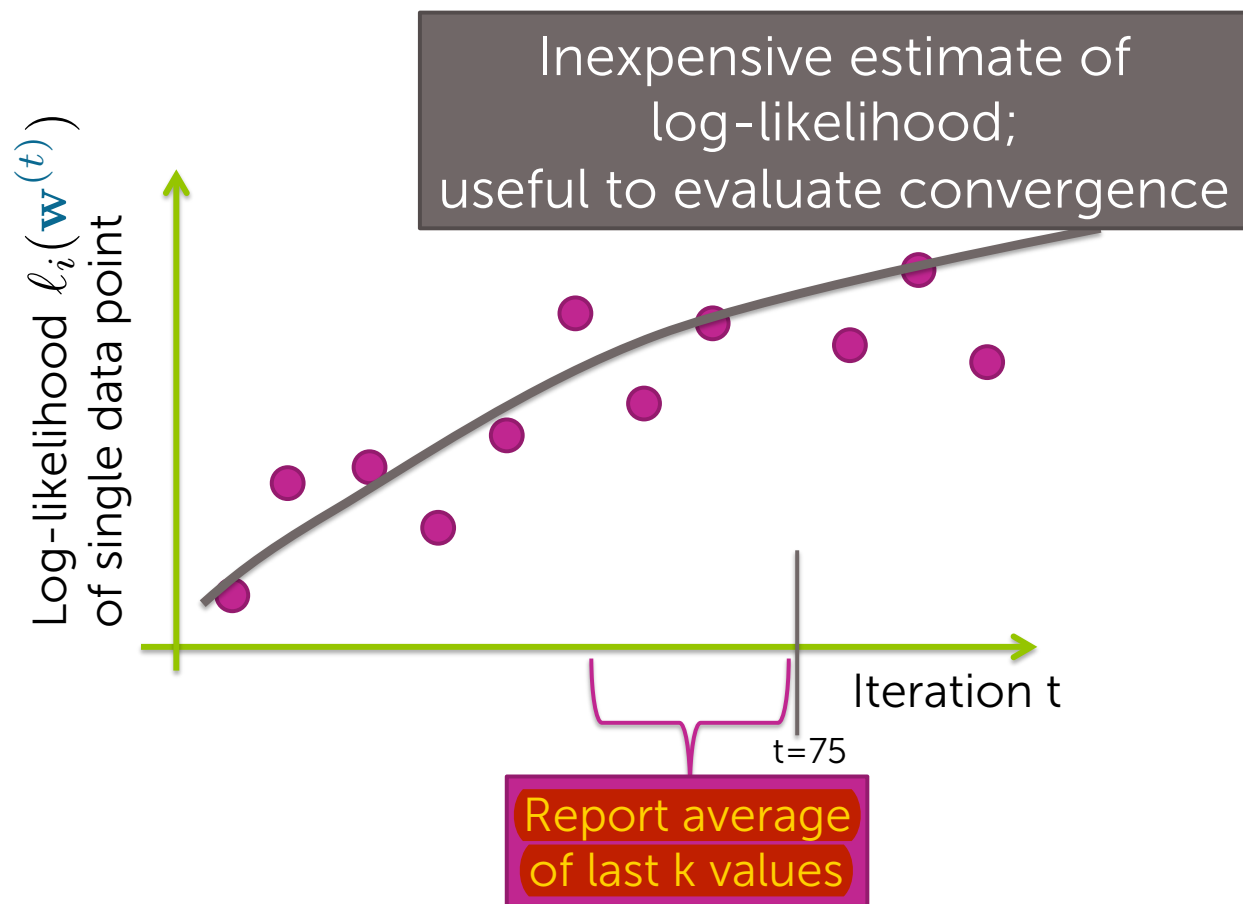 Inexpensive estimate of
log-likelihood;
useful to evaluate convergence
Log-likelihood ℓᵢ(𝐰⁽ᵗ⁾)
of single data point
Iteration t
t=75
Report average
of last k values